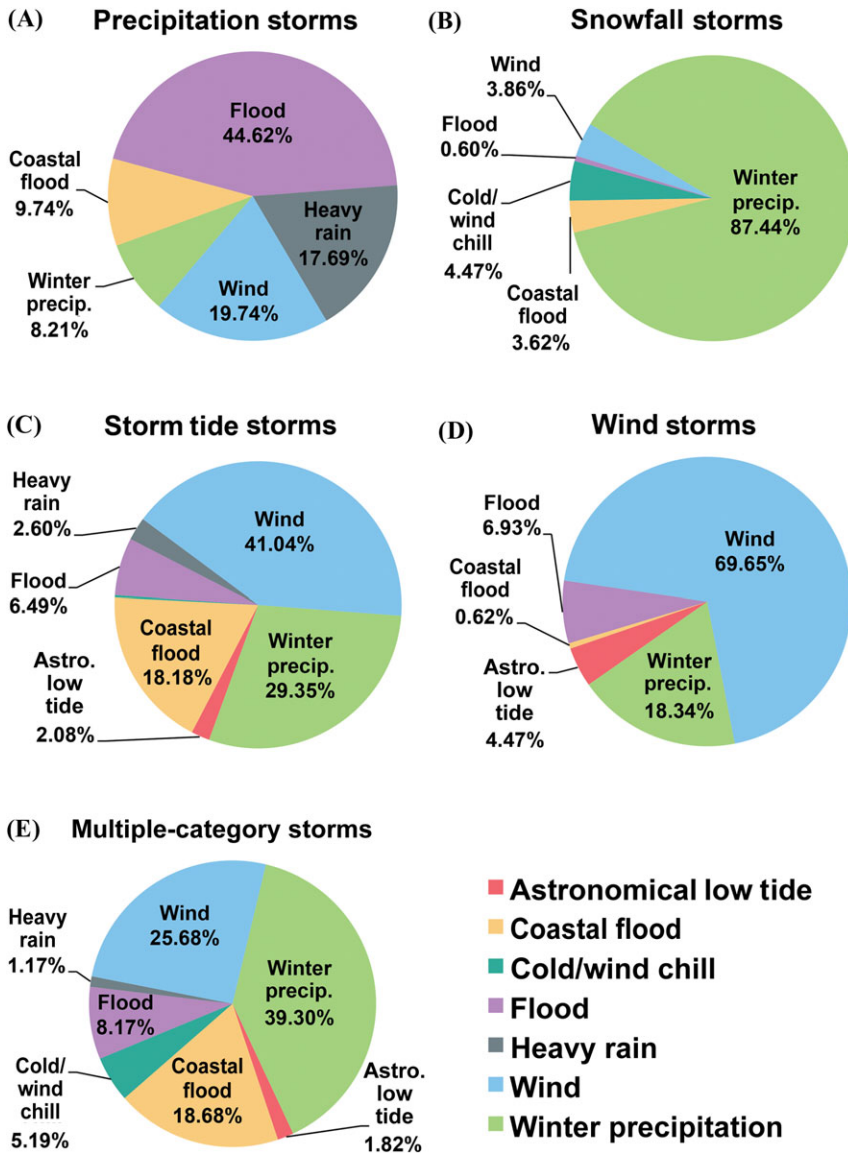 (A) Precipitation storms
Flood
44.62%
Coastal
flood
9.74%
Heavy
rain
17.69%
Winter
precip.
8.21%
Wind
19.74%
(B) Snowfall storms
Wind
3.86%
Flood
0.60%
Cold/
wind
chill
4.47%
Coastal
flood
3.62%
Winter
precip.
87.44%
(C) Storm tide storms
Heavy
rain
2.60%
Wind
41.04%
Flood
6.49%
Coastal
flood
18.18%
Winter
precip.
29.35%
Astro.
low
tide
2.08%
(D) Wind storms
Flood
6.93%
Wind
69.65%
Coastal
flood
0.62%
Astro.
low
tide
4.47%
Winter
precip.
18.34%
(E) Multiple-category storms
Heavy
rain
1.17%
Wind
25.68%
Winter
precip.
39.30%
Flood
8.17%
Cold/
wind
chill
5.19%
Coastal
flood
18.68%
Astro.
low
tide
1.82%
Astronomical low tide
Coastal flood
Cold/wind chill
Flood
Heavy rain
Wind
Winter precipitation